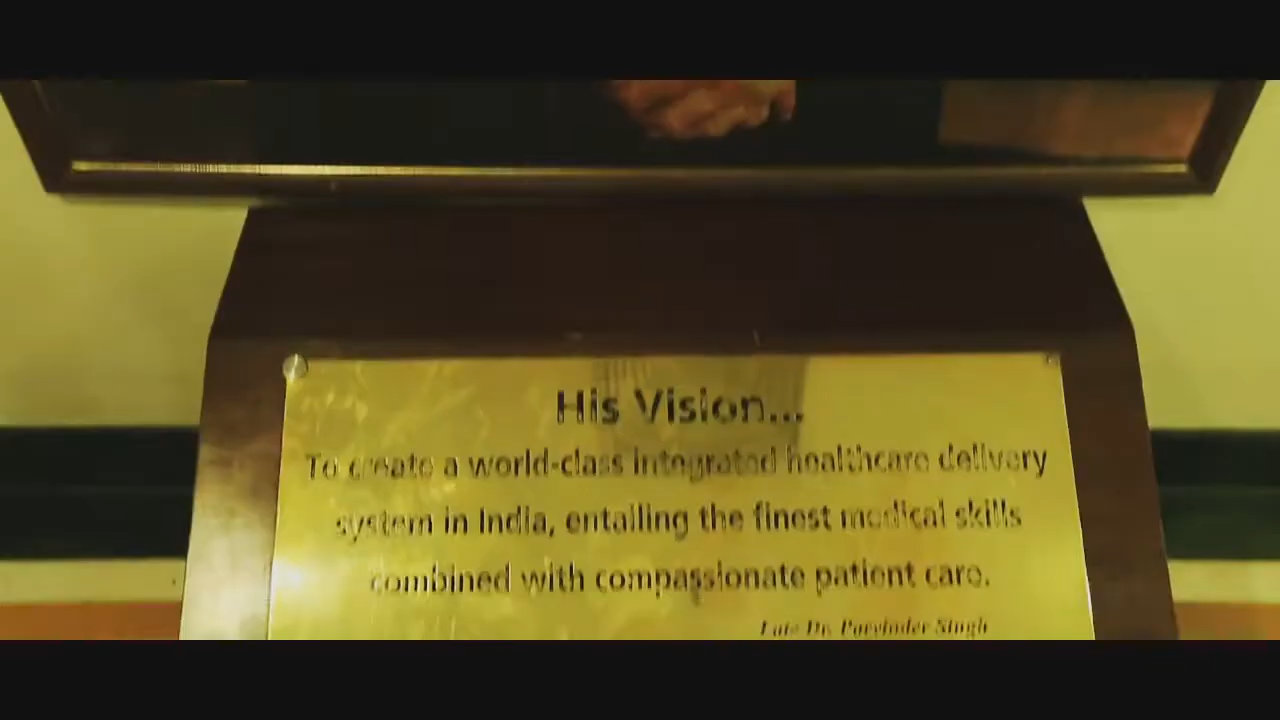 His Vision...
To create a world-class integrated healthcare delivery
system in India, entailing the finest medical skills
combined with compassionate patient care.
Late Dr. Parvinder Singh